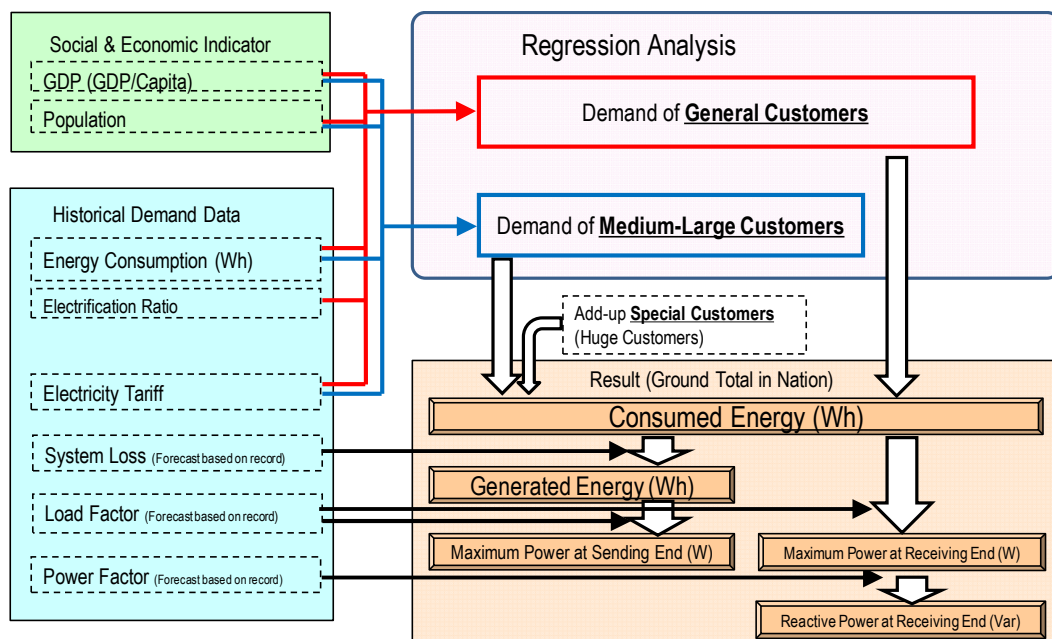 Social & Economic Indicator
GDP (GDP/Capita)
Population
Historical Demand Data
Energy Consumption (Wh)
Electrification Ratio
Electricity Tariff
System Loss (Forecast based on record)
Load Factor (Forecast based on record)
Power Factor (Forecast based on record)
Regression Analysis
Demand of General Customers
Demand of Medium-Large Customers
Add-up Special Customers
(Huge Customers)
Result (Ground Total in Nation)
Consumed Energy (Wh)
Generated Energy (Wh)
Maximum Power at Sending End (W)
Maximum Power at Receiving End (W)
Reactive Power at Receiving End (Var)